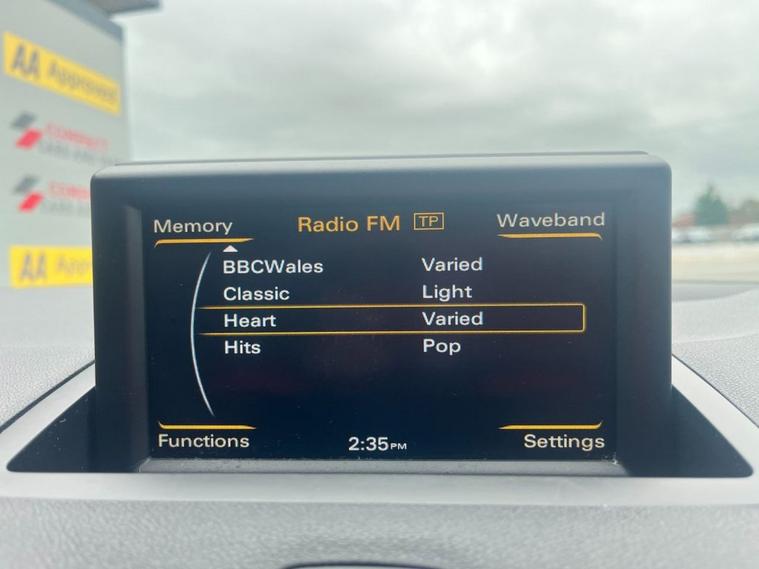 AA Approved
Memory
Radio FM TP
Waveband
BBCWales Varied
Classic Light
Heart Varied
Hits Pop
Functions
2:35PM
Settings
AA